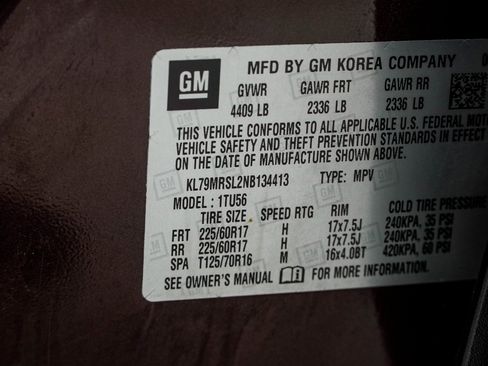 GM
MFD BY GM KOREA COMPANY
GVWR GAWR FRT GAWR RR
4409 LB 2336 LB 2336 LB
THIS VEHICLE CONFORMS TO ALL APPLICABLE U.S. FEDERAL
VEHICLE SAFETY AND THEFT PREVENTION STANDARDS IN EFFECT
THE DATE OF MANUFACTURE SHOWN ABOVE.
KL79MRSL2NB134413 TYPE: MPV
MODEL : 1TU56
TIRE SIZE SPEED RTG RIM COLD TIRE
FRT 225/60R17 H 17x7.5J 240KPA, 35 PSI
RR 225/60R17 H 17x7.5J 240KPA, 35 PSI
SPA T125/70R16 M 16x4.0BT 420KPA, 60 PSI
SEE OWNER'S MANUAL FOR MORE INFORMATION.